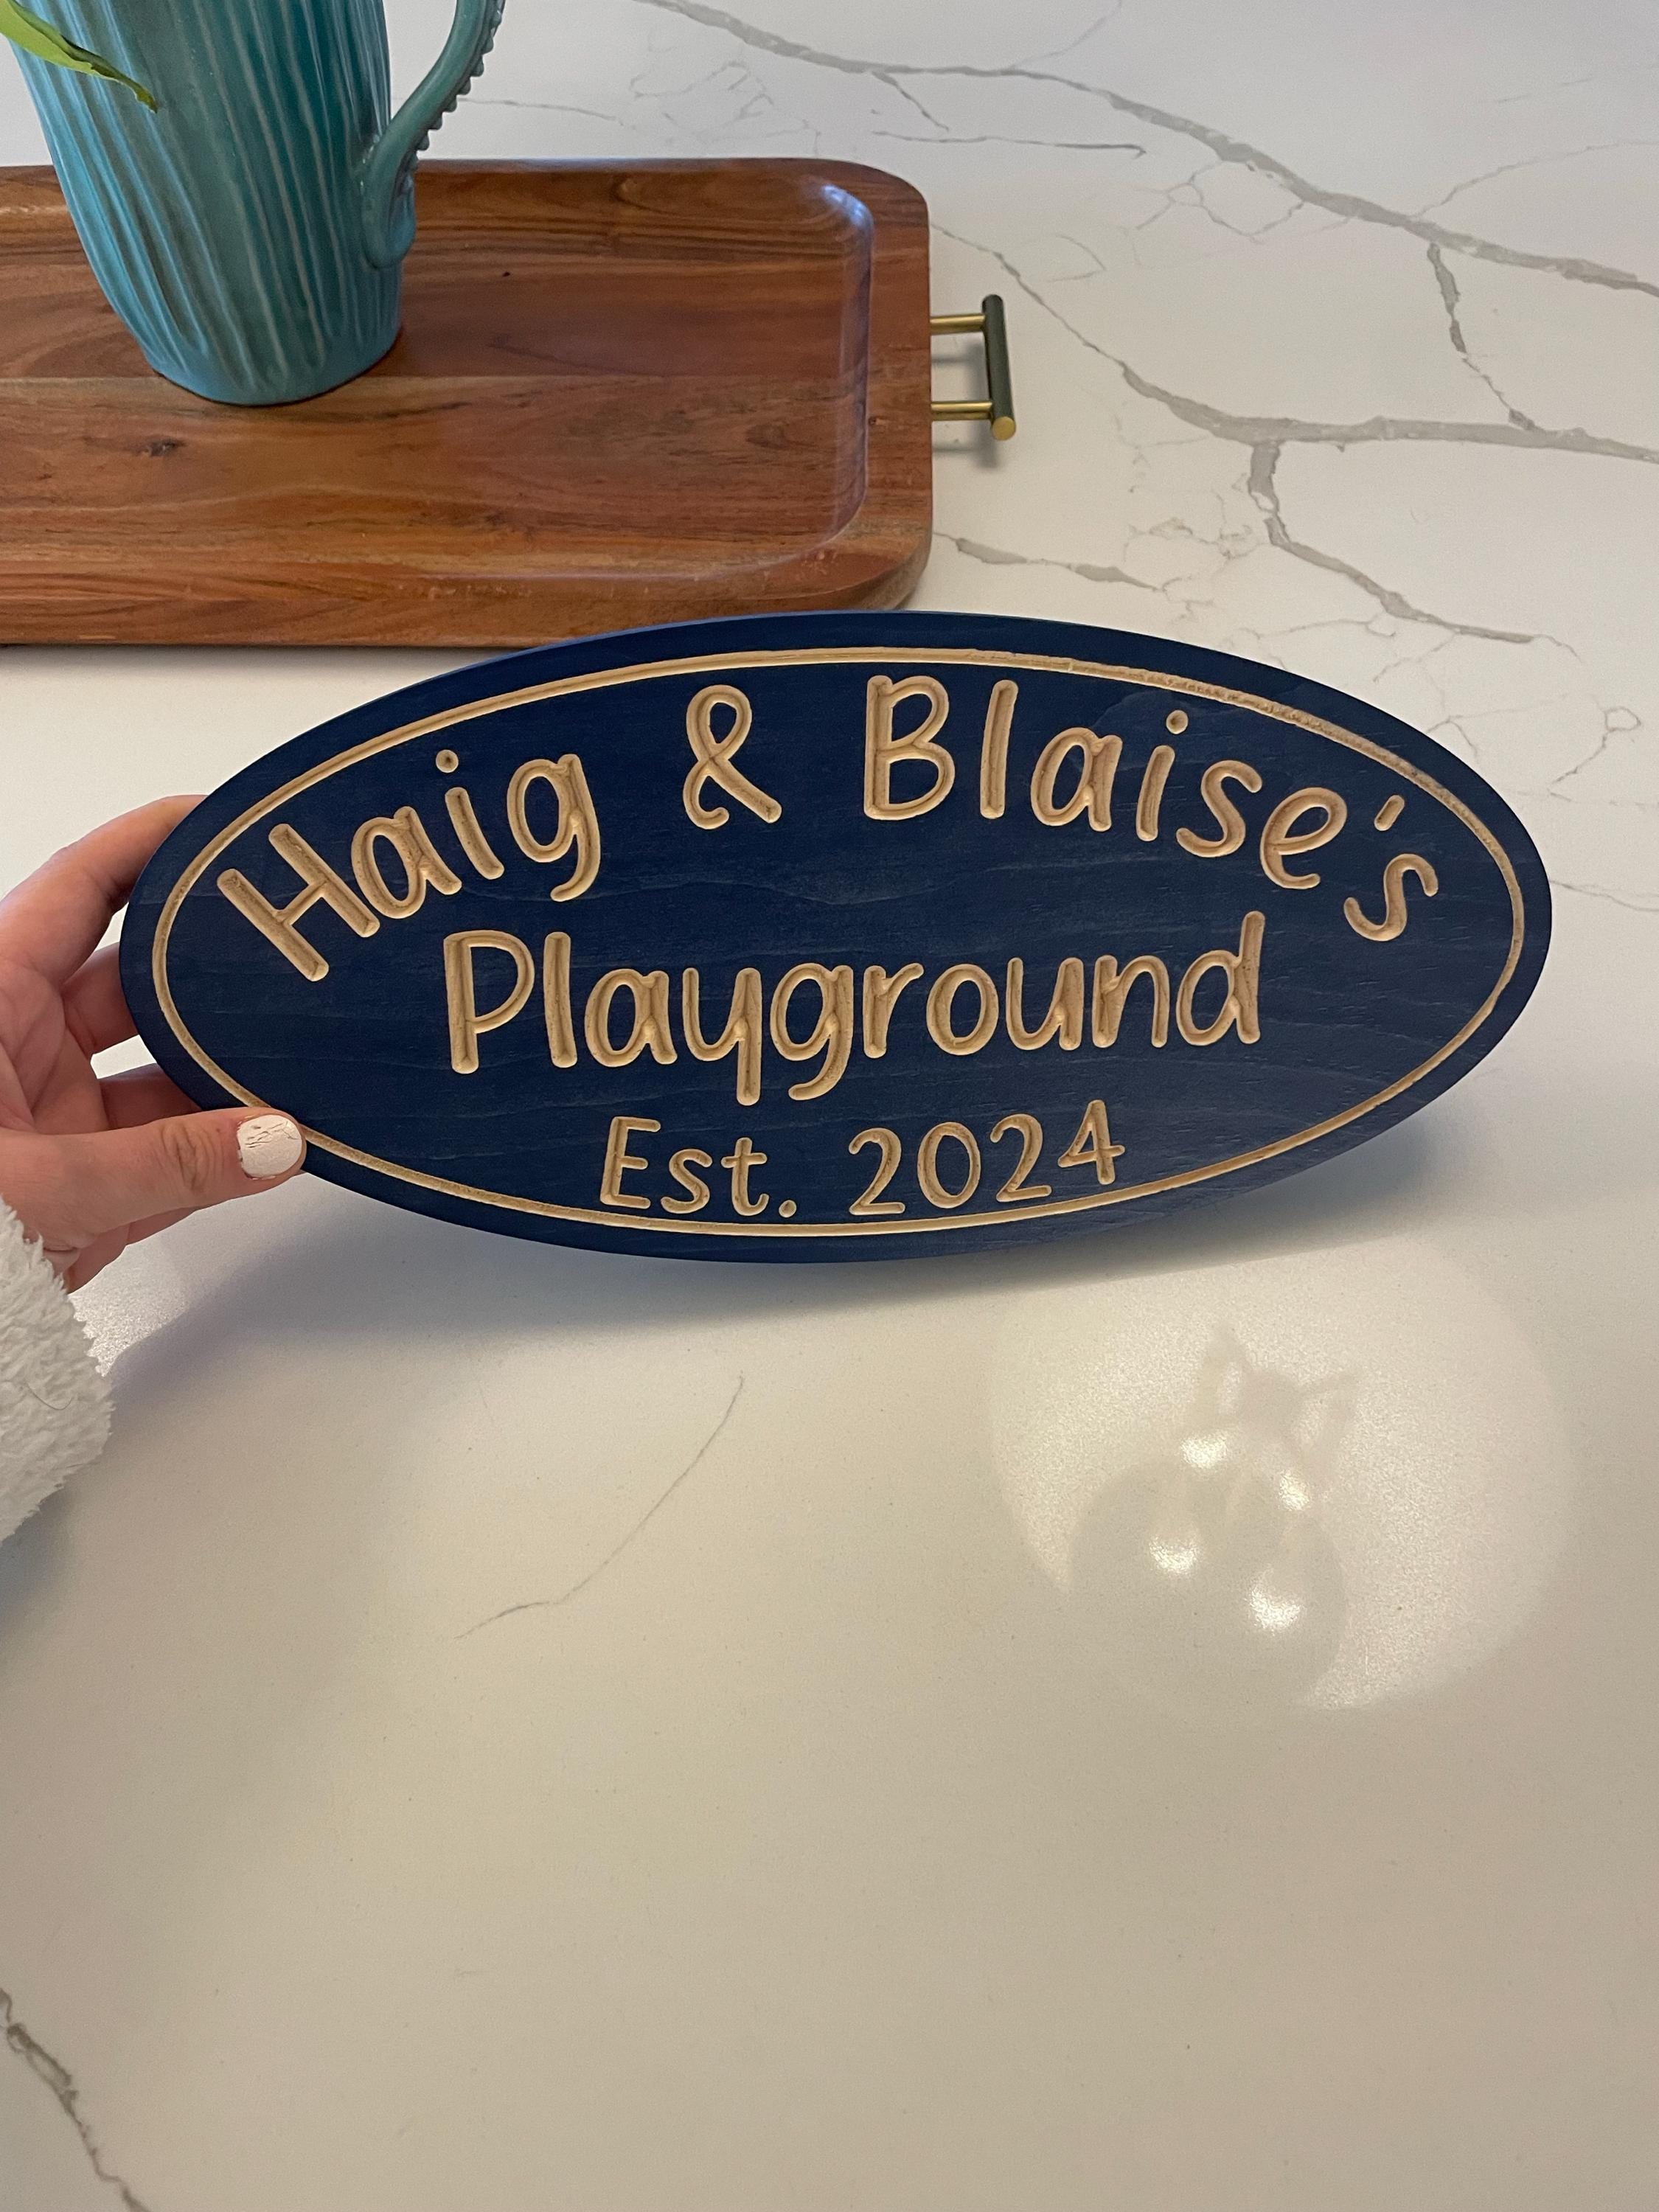 Haig & Blaise's
Playground
Est. 2024